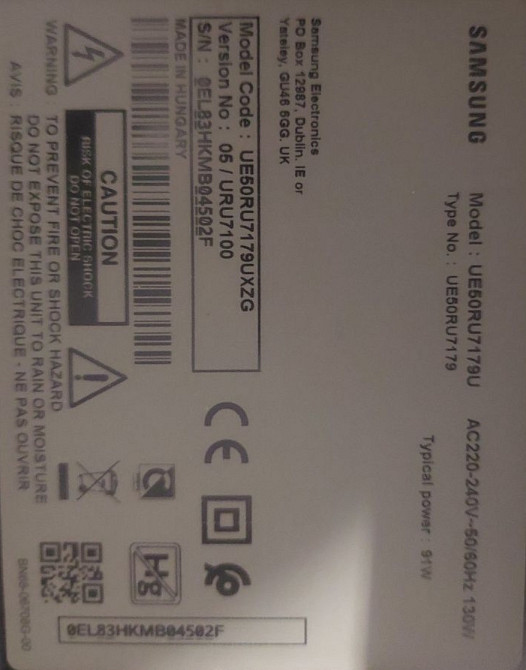 SAMSUNG
Model : UE50RU7179U
AC220-240V~50/60Hz 130W
Type No. : UE50RU7179
Typical power : 91W
Samsung Electronics
PO Box 12987, Dublin. IE or
Yateley, GU46 6GG. UK
Model Code : UE50RU7179UXZG
Version No : 05 / URU7100
S/N : 0EL83HKMB04502F
MADE IN HUNGARY
CE
Hg
CAUTION
RISK OF ELECTRIC SHOCK
DO NOT OPEN
WARNING : TO PREVENT FIRE OR SHOCK HAZARD
DO NOT EXPOSE THIS UNIT TO RAIN OR MOISTURE
AVIS : RISQUE DE CHOC ELECTRIQUE - NE PAS OUVRIR
0EL83HKMB04502F